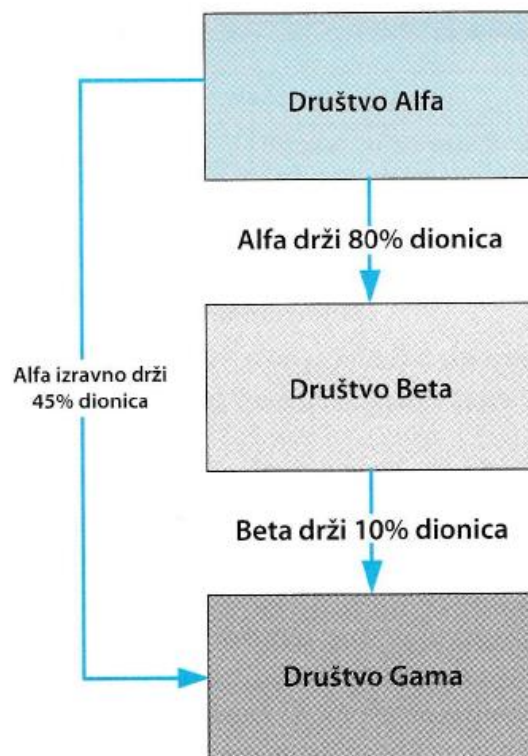 Društvo Alfa
Alfa drži 80% dionica
Društvo Beta
Alfa izravno drži
45% dionica
Beta drži 10% dionica
Društvo Gama